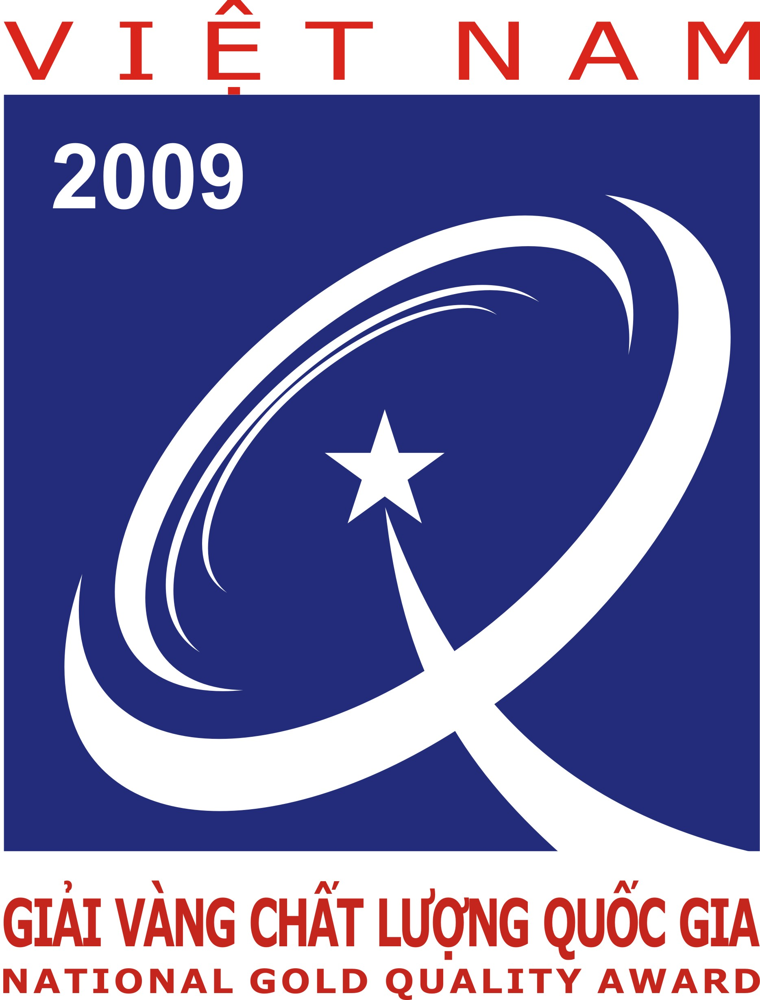 VIỆT NAM
2009
GIẢI VÀNG CHẤT LƯỢNG QUỐC GIA
NATIONAL GOLD QUALITY AWARD